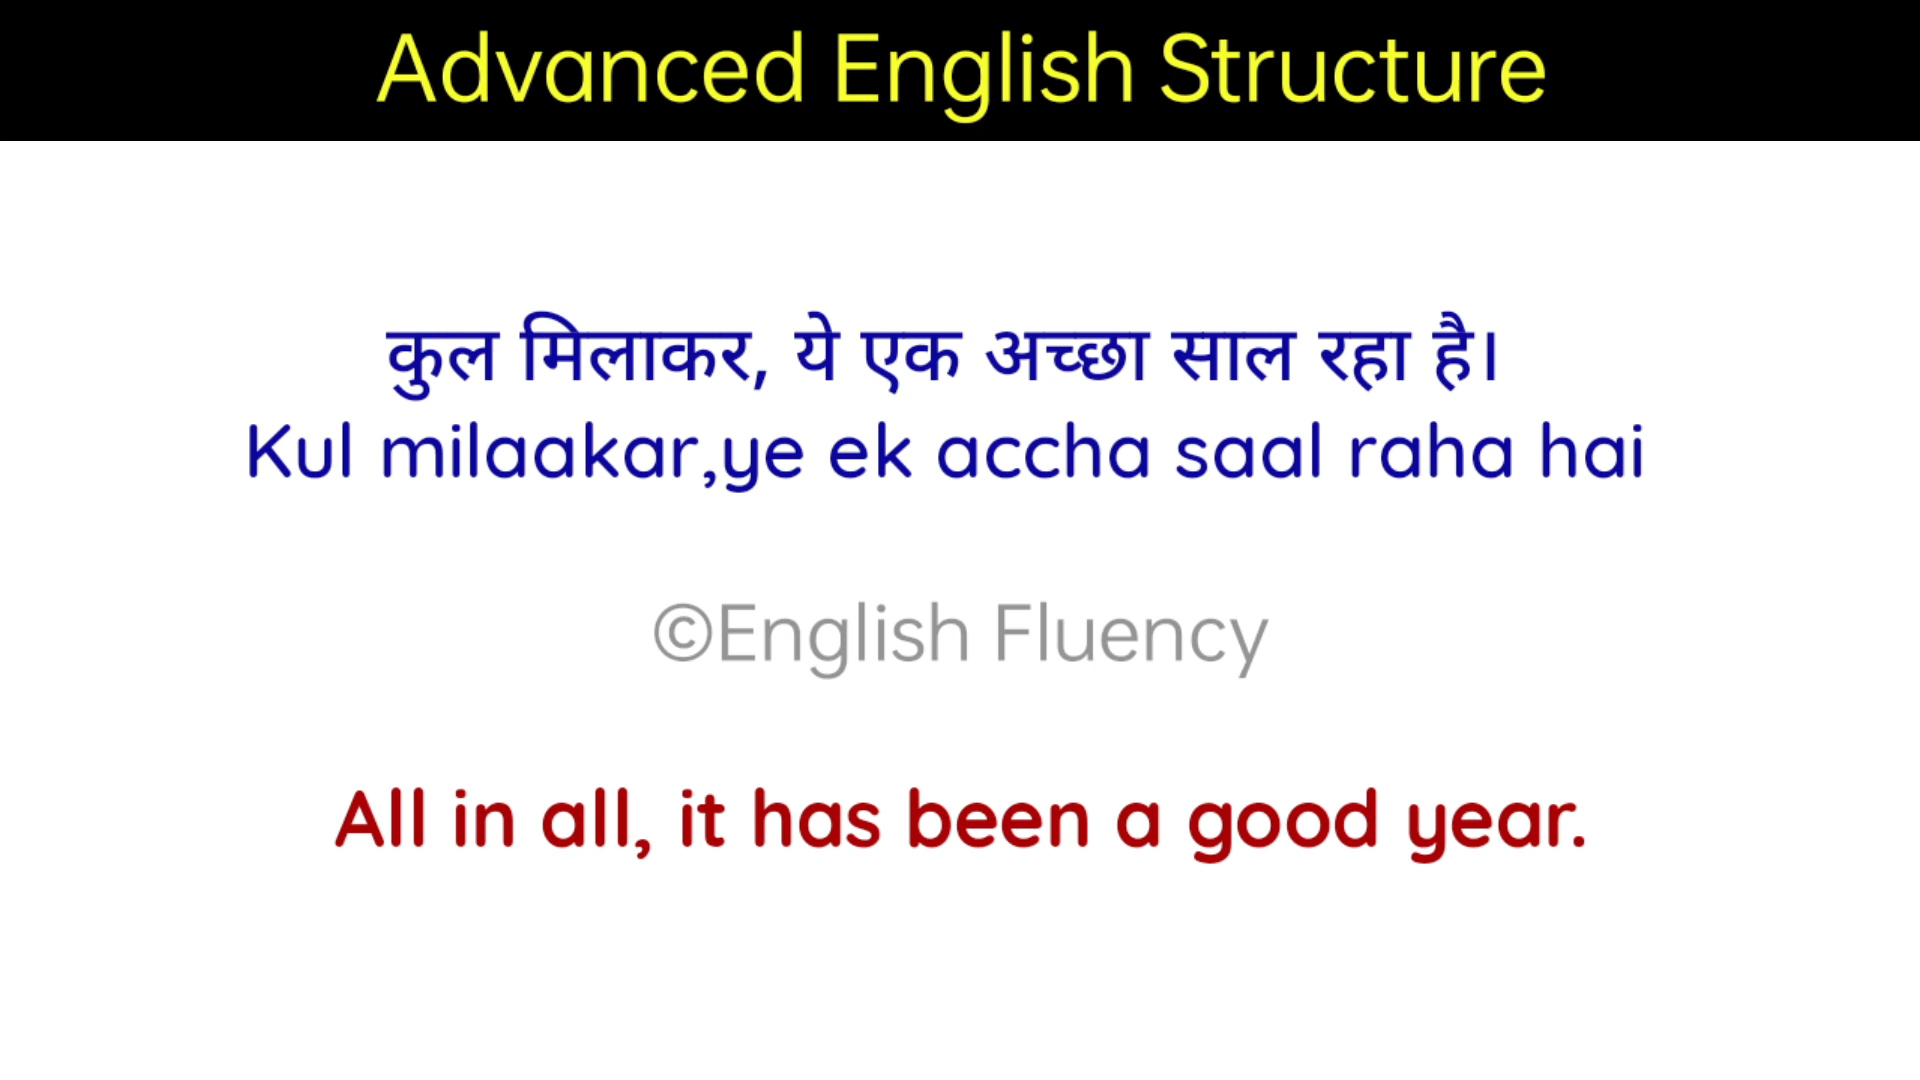 Advanced English Structure
कुल मिलाकर, ये एक अच्छा साल रहा है।
Kul milaakar,ye ek accha saal raha hai
©English Fluency
All in all, it has been a good year.